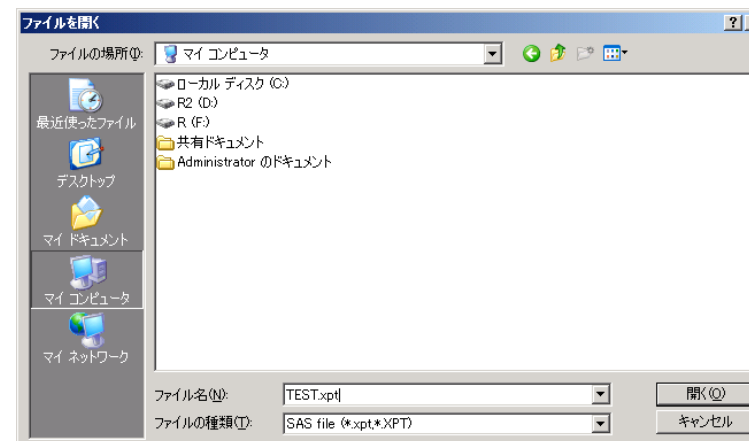 ファイルを開く
ファイルの場所(I):
マイ コンピュータ
ローカル ディスク (C:)
R2 (D:)
R (F:)
共有ドキュメント
Administrator のドキュメント
最近使ったファイル
デスクトップ
マイ ドキュメント
マイ コンピュータ
マイ ネットワーク
ファイル名(N):
TEST.xpt
開く(O)
ファイルの種類(T):
SAS file (*.xpt,*.XPT)
キャンセル